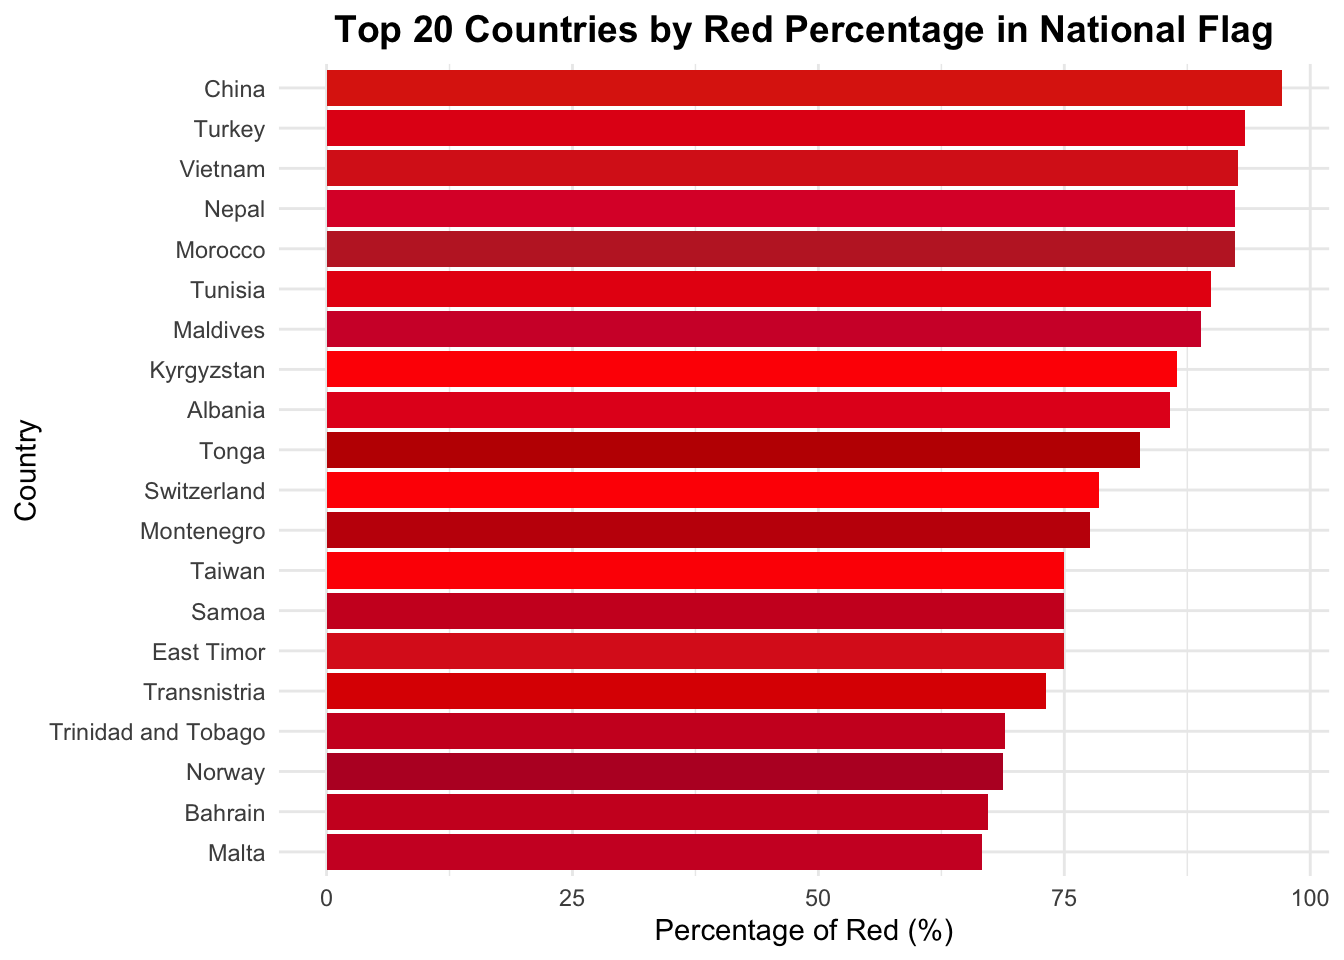 Top 20 Countries by Red Percentage in National Flag
Country
China
Turkey
Vietnam
Nepal
Morocco
Tunisia
Maldives
Kyrgyzstan
Albania
Tonga
Switzerland
Montenegro
Taiwan
Samoa
East Timor
Transnistria
Trinidad and Tobago
Norway
Bahrain
Malta
0 25 50 75 100
Percentage of Red (%)